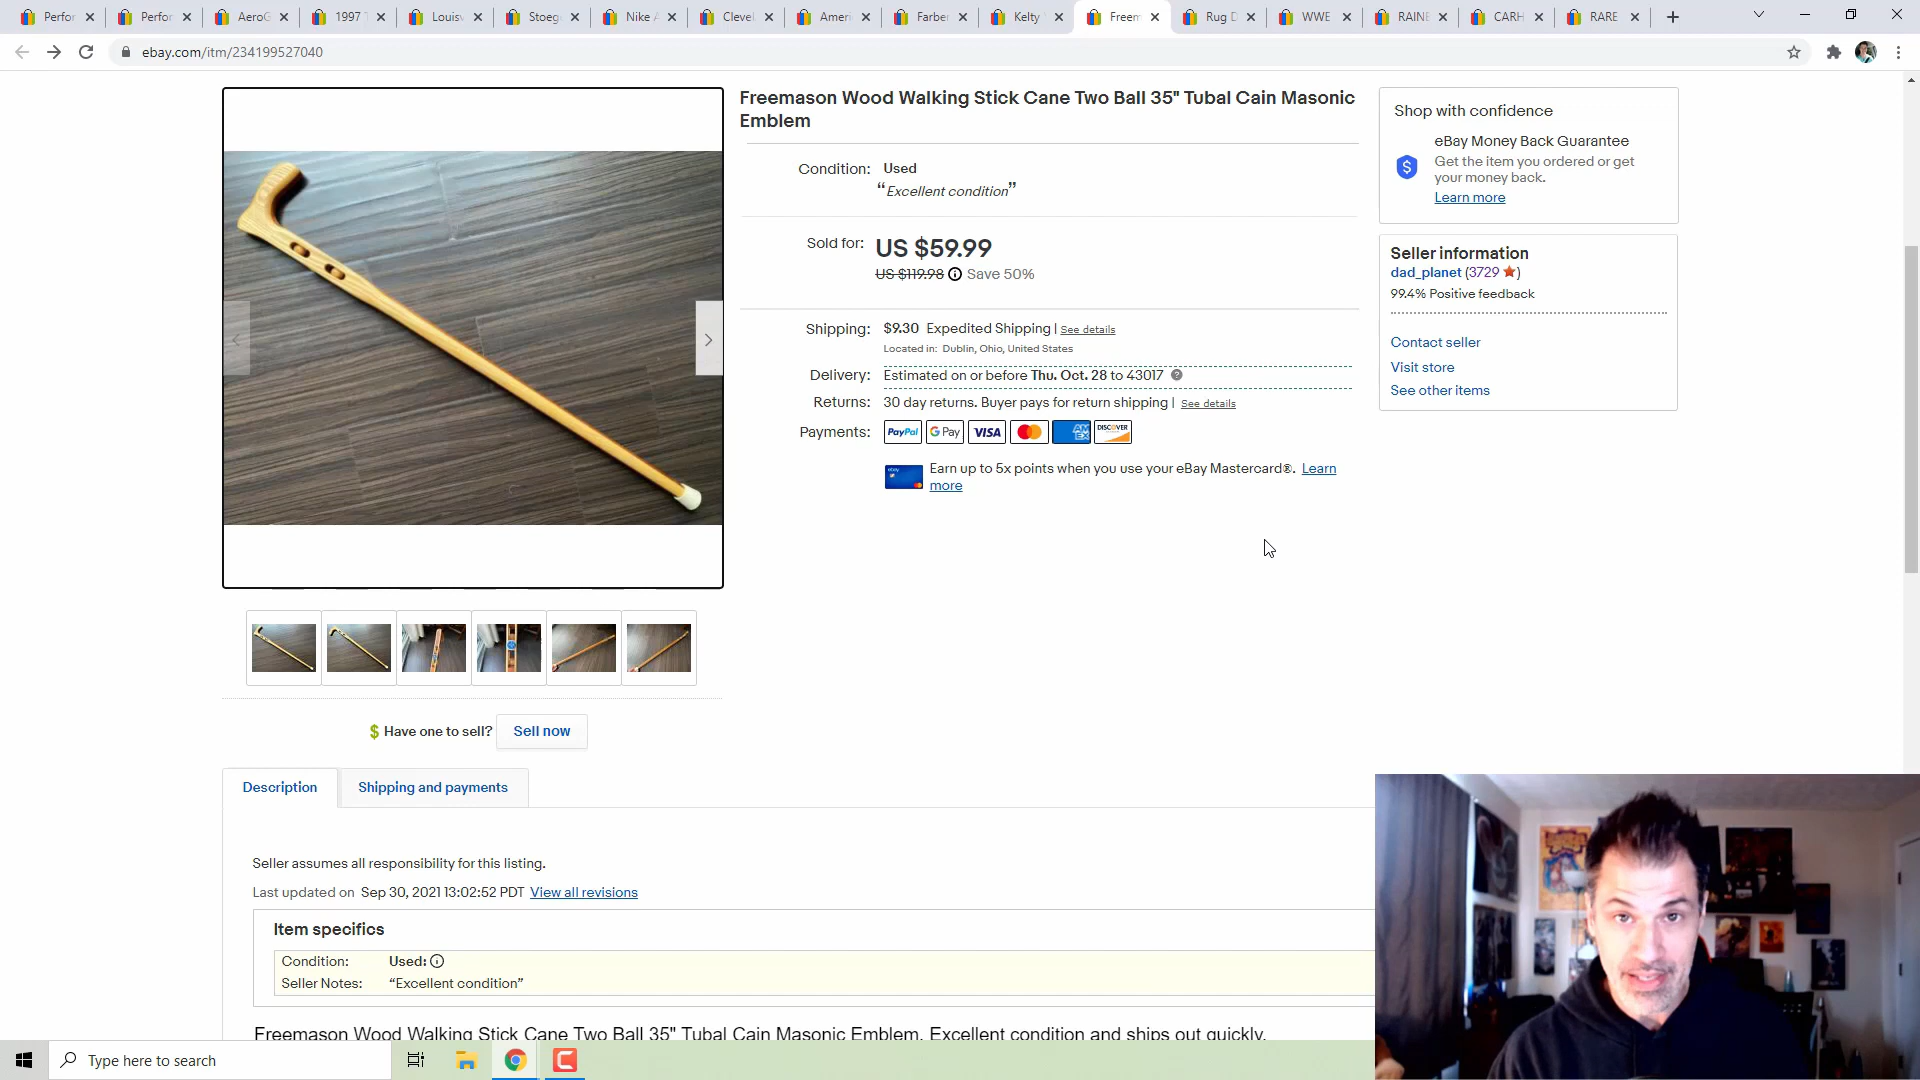 Perfor
Perfor
AeroG
1997 T
Louisv
Stoege
Nike A
Clevel
Ameri
Farber
Kelty
Freem
Rug D
WWE
RAINE
CARH
RARE
ebay.com/itm/234199527040
Freemason Wood Walking Stick Cane Two Ball 35" Tubal Cain Masonic
Emblem
Condition: Used
“Excellent condition”
Sold for: US $59.99
US $119.98 Save 50%
Shipping: $9.30 Expedited Shipping | See details
Located in: Dublin, Ohio, United States
Delivery: Estimated on or before Thu. Oct. 28 to 43017
Returns: 30 day returns. Buyer pays for return shipping | See details
Payments: PayPal G Pay VISA AM EX DISCOVER
Earn up to 5x points when you use your eBay Mastercard®. Learn
more
Shop with confidence
eBay Money Back Guarantee
Get the item you ordered or get
your money back.
Learn more
Seller information
dad_planet (3729)
99.4% Positive feedback
Contact seller
Visit store
See other items
$ Have one to sell? Sell now
Description
Shipping and payments
Seller assumes all responsibility for this listing.
Last updated on Sep 30, 2021 13:02:52 PDT View all revisions
Item specifics
Condition: Used:
Seller Notes: “Excellent condition”
Freemason Wood Walking Stick Cane Two Ball 35" Tubal Cain Masonic Emblem. Excellent condition and ships out quickly.
Type here to search